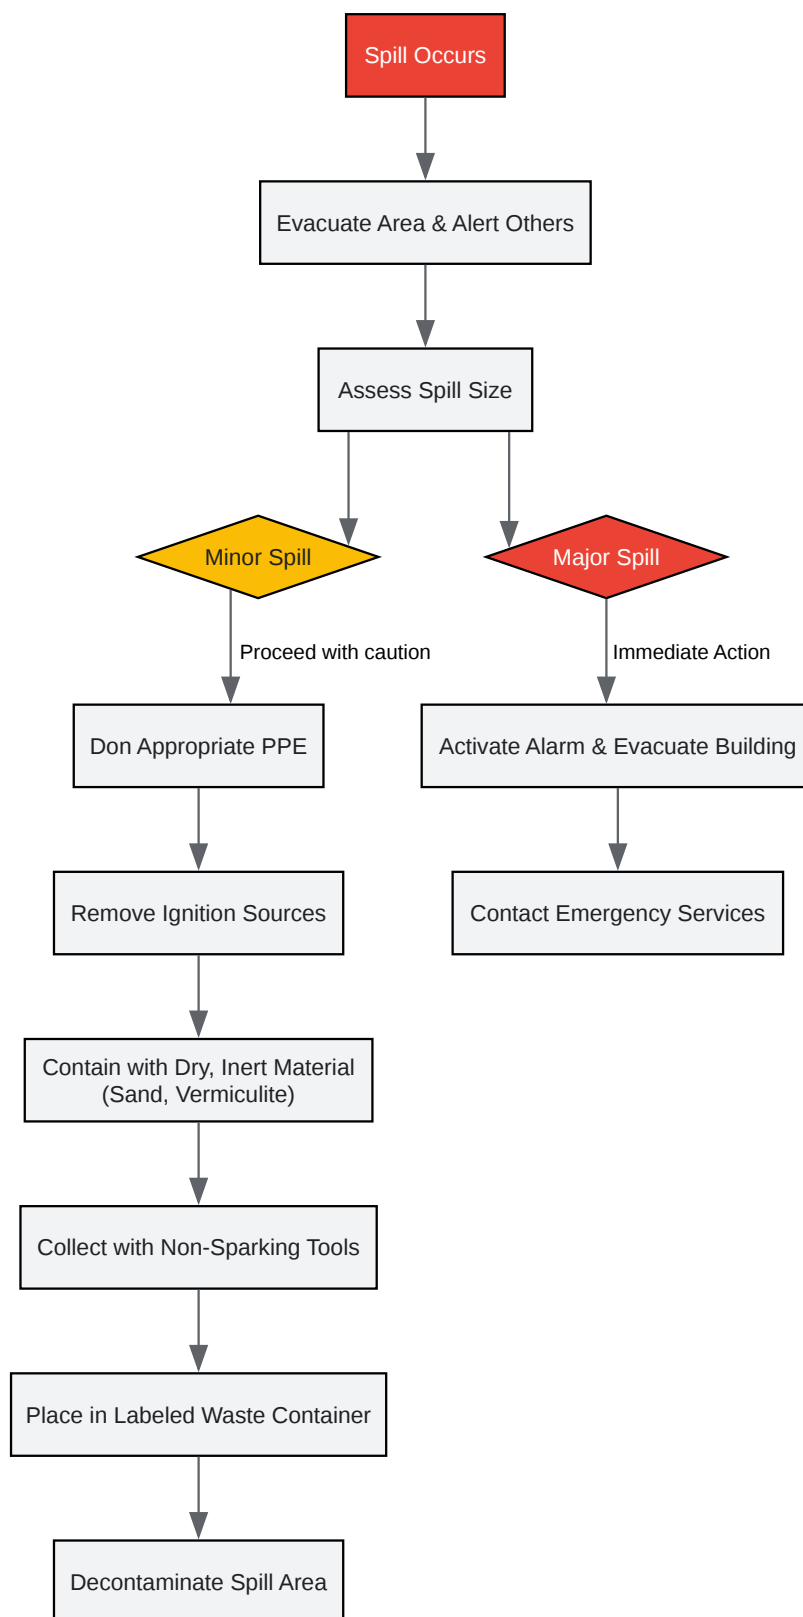 Spill Occurs
Evacuate Area & Alert Others
Assess Spill Size
Minor Spill
Major Spill
Proceed with caution
Immediate Action
Don Appropriate PPE
Activate Alarm & Evacuate Building
Remove Ignition Sources
Contact Emergency Services
Contain with Dry, Inert Material
(Sand, Vermiculite)
Collect with Non-Sparking Tools
Place in Labeled Waste Container
Decontaminate Spill Area